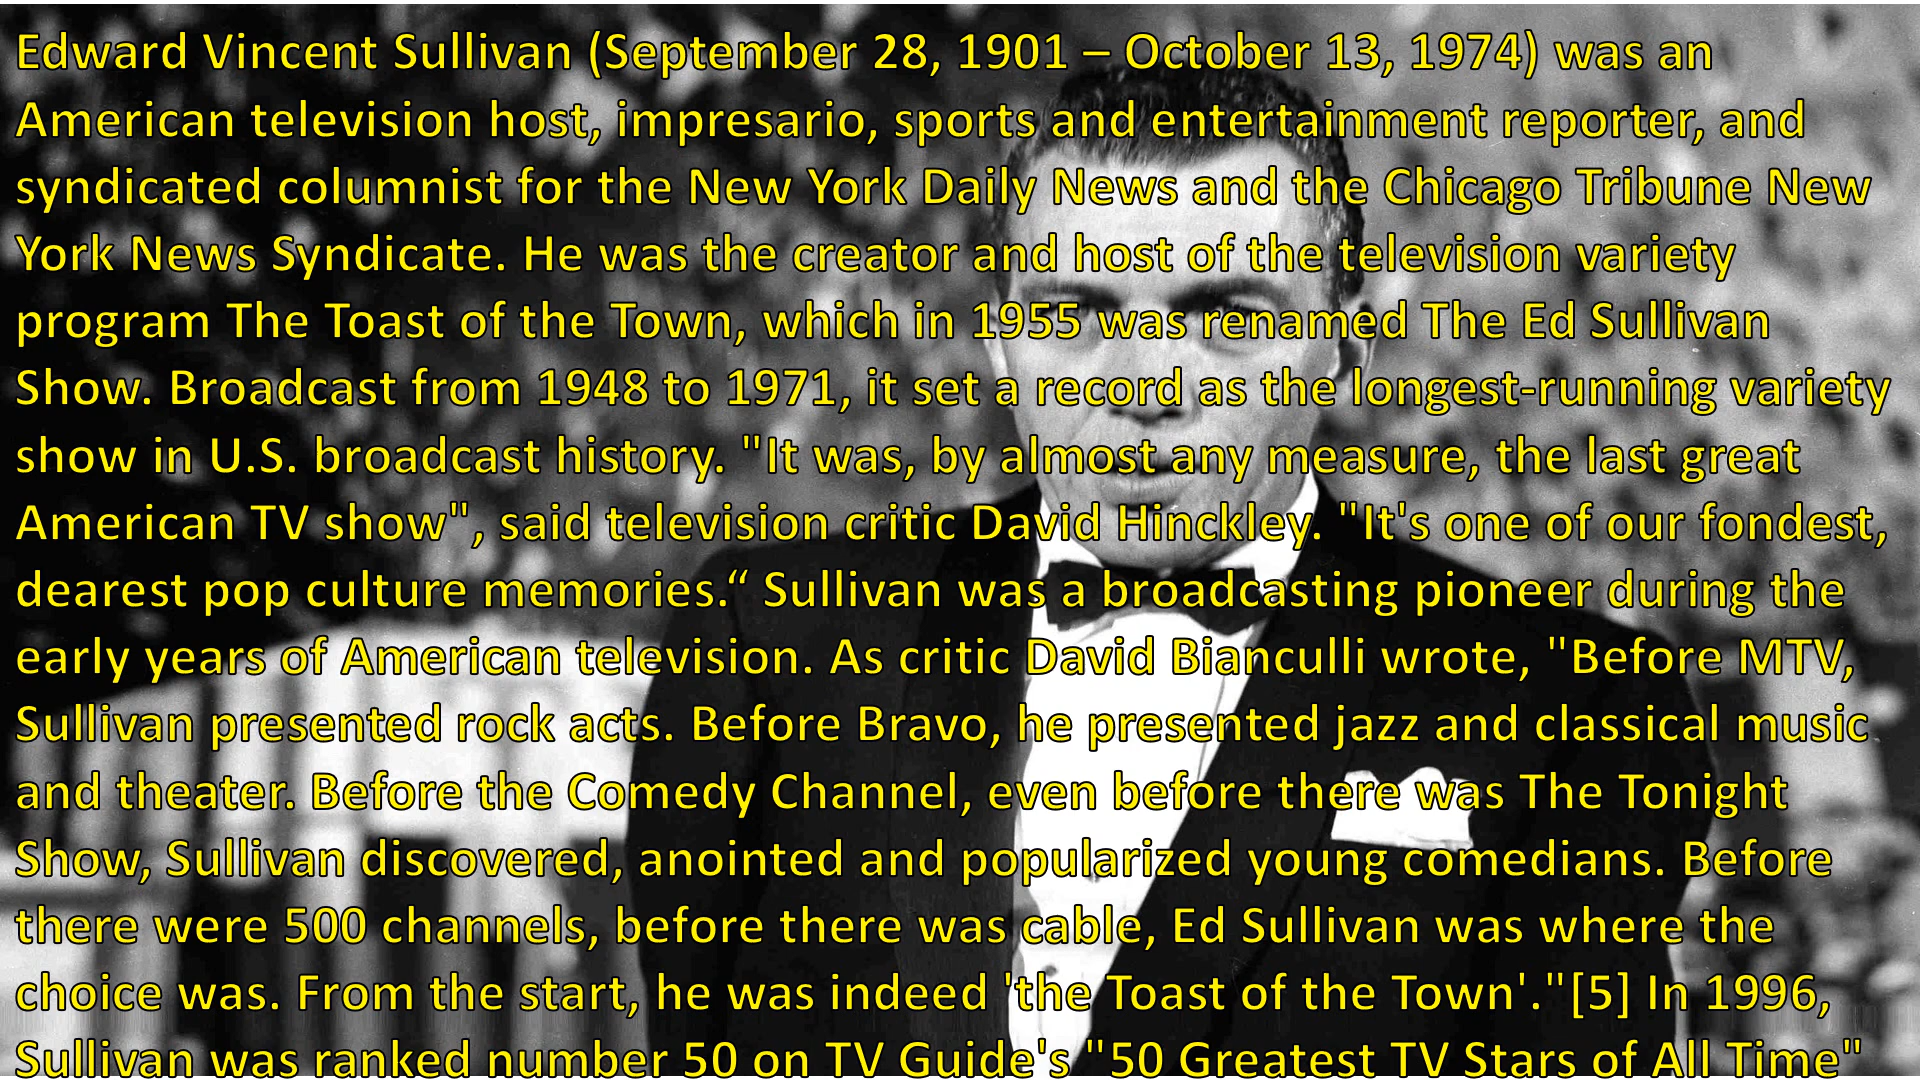 Edward Vincent Sullivan (September 28, 1901 – October 13, 1974) was an
American television host, impresario, sports and entertainment reporter, and
syndicated columnist for the New York Daily News and the Chicago Tribune New
York News Syndicate. He was the creator and host of the television variety
program The Toast of the Town, which in 1955 was renamed The Ed Sullivan
Show. Broadcast from 1948 to 1971, it set a record as the longest-running variety
show in U.S. broadcast history. "It was, by almost any measure, the last great
American TV show", said television critic David Hinckley. "It's one of our fondest,
dearest pop culture memories.“ Sullivan was a broadcasting pioneer during the
early years of American television. As critic David Bianculli wrote, "Before MTV,
Sullivan presented rock acts. Before Bravo, he presented jazz and classical music
and theater. Before the Comedy Channel, even before there was The Tonight
Show, Sullivan discovered, anointed and popularized young comedians. Before
there were 500 channels, before there was cable, Ed Sullivan was where the
choice was. From the start, he was indeed 'the Toast of the Town'."[5] In 1996,
Sullivan was ranked number 50 on TV Guide's "50 Greatest TV Stars of All Time"